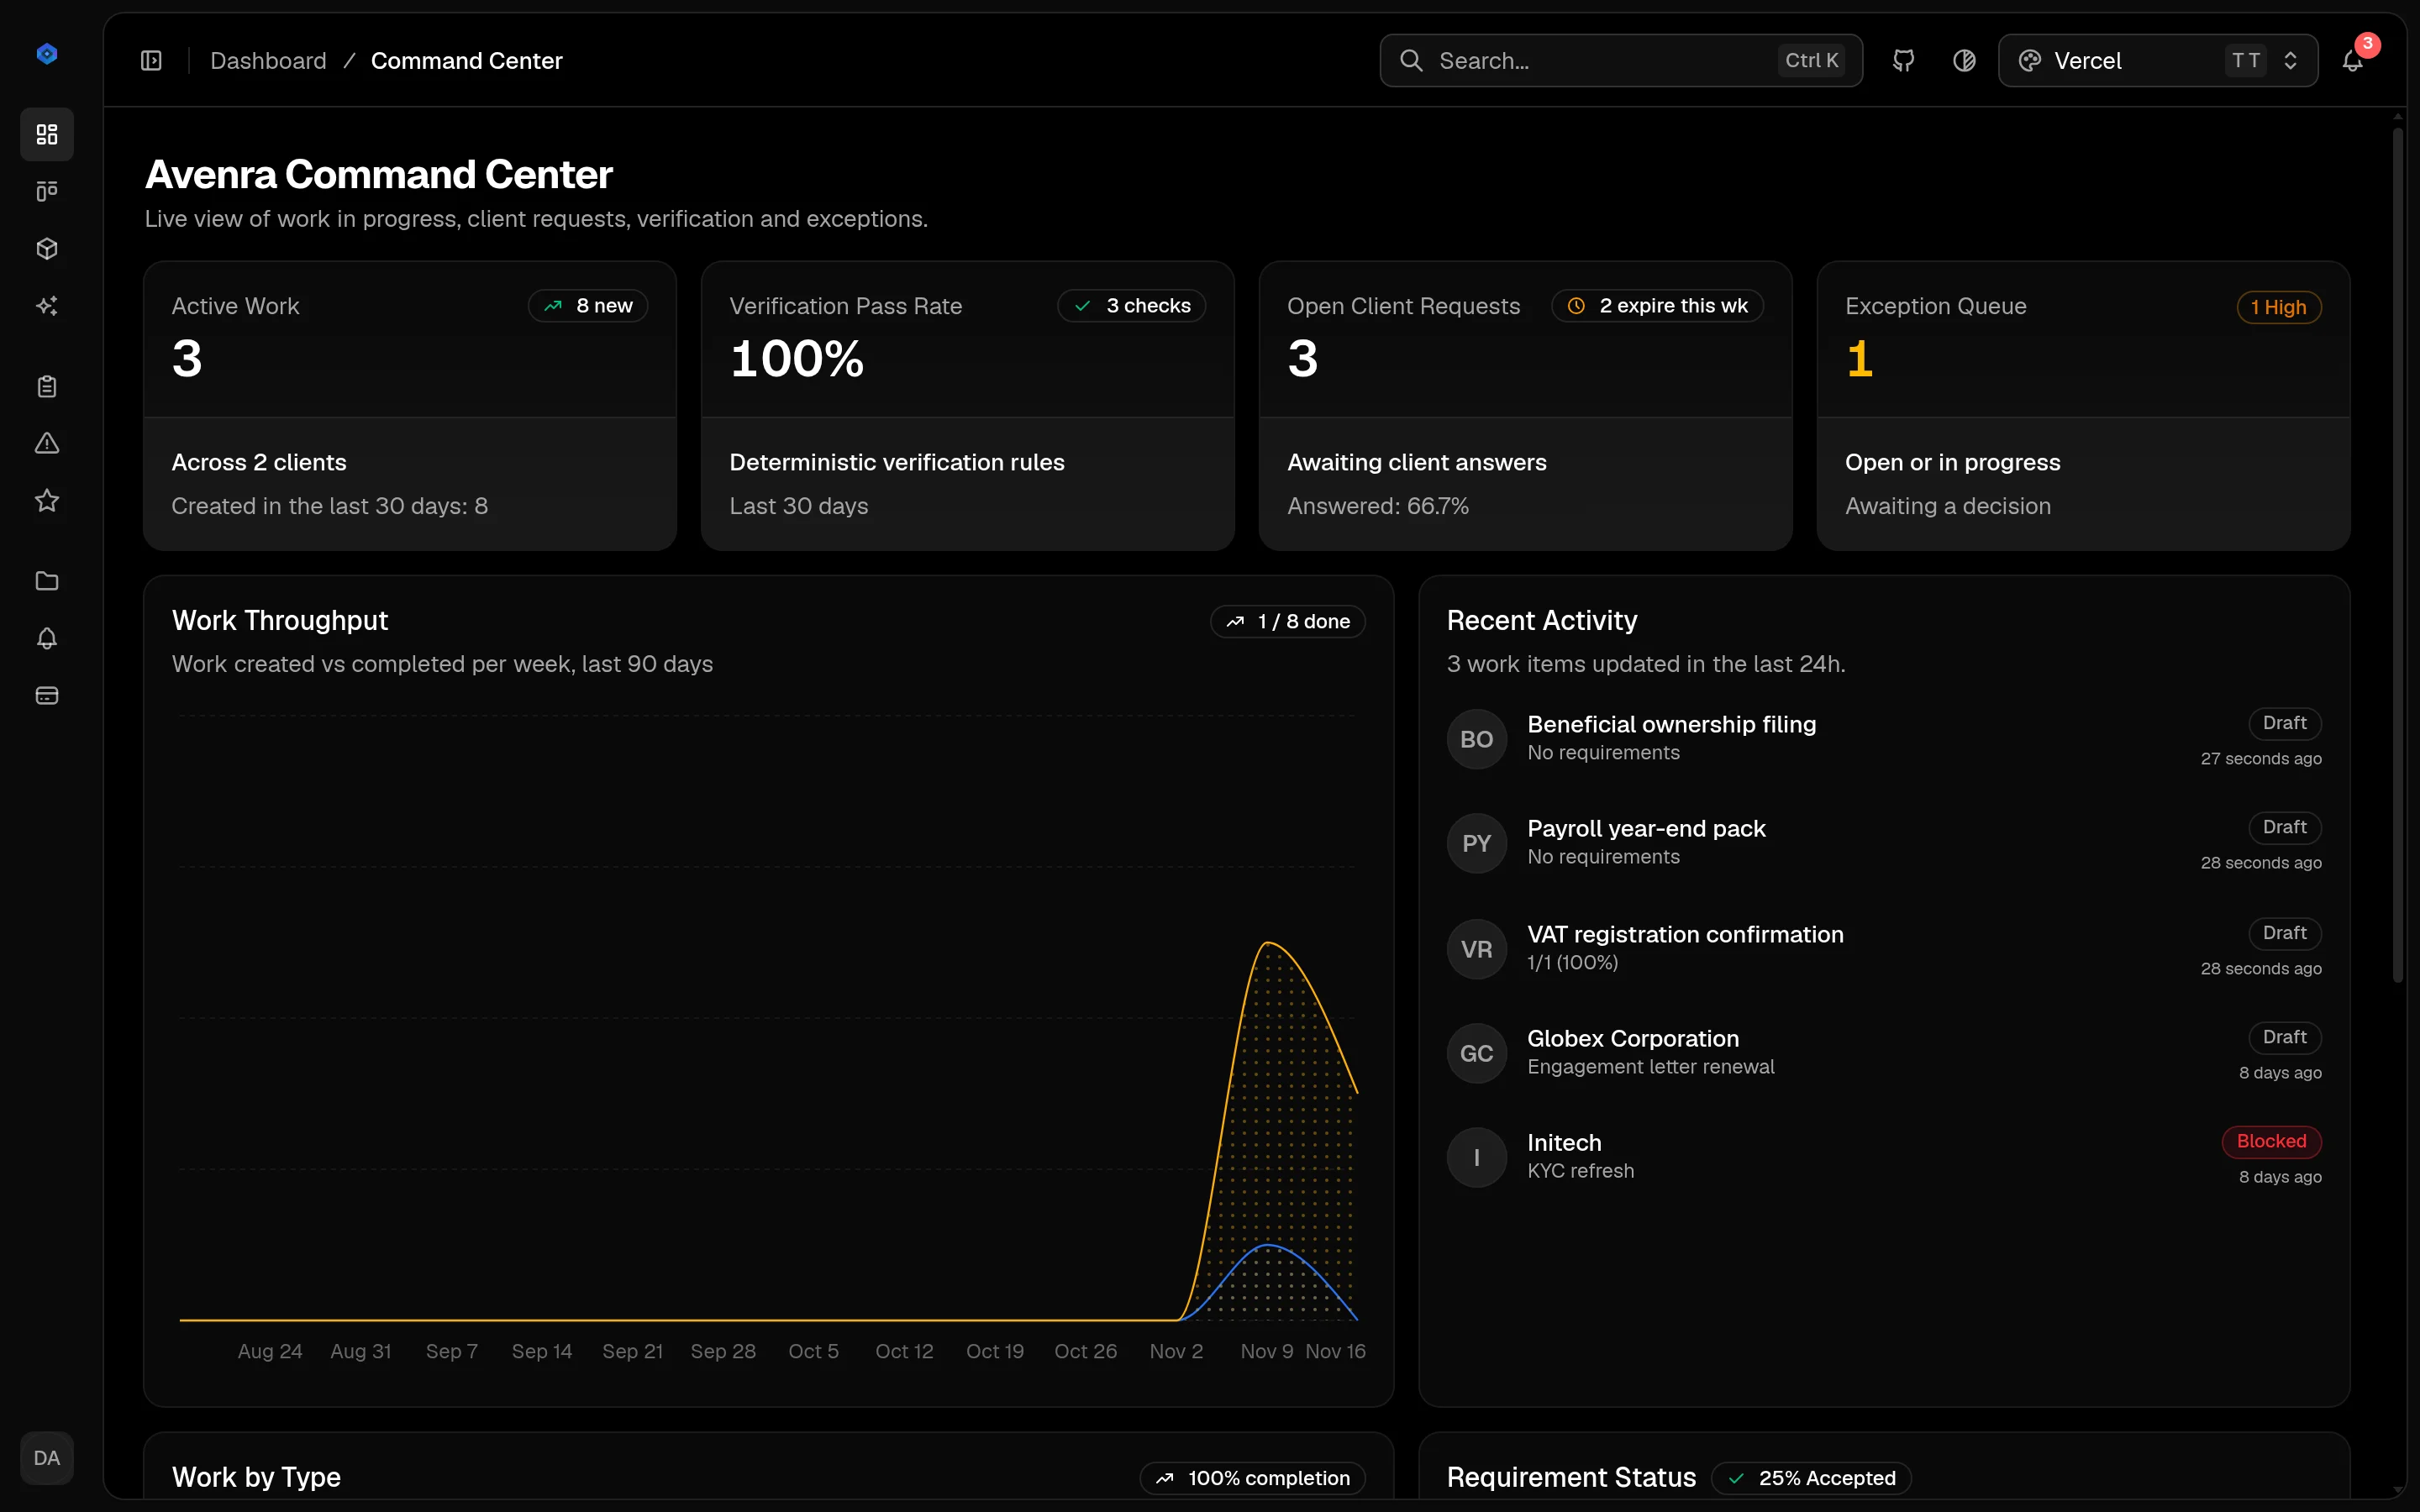 Dashboard / Command Center
Search...
Ctrl K
Vercel
T T
3
Avenra Command Center
Live view of work in progress, client requests, verification and exceptions.
Active Work
8 new
3
Across 2 clients
Created in the last 30 days: 8
Verification Pass Rate
3 checks
100%
Deterministic verification rules
Last 30 days
Open Client Requests
2 expire this wk
3
Awaiting client answers
Answered: 66.7%
Exception Queue
1 High
1
Open or in progress
Awaiting a decision
Work Throughput
1 / 8 done
Work created vs completed per week, last 90 days
Aug 24 Aug 31 Sep 7 Sep 14 Sep 21 Sep 28 Oct 5 Oct 12 Oct 19 Oct 26 Nov 2 Nov 9 Nov 16
Recent Activity
3 work items updated in the last 24h.
BO
Beneficial ownership filing
No requirements
Draft
27 seconds ago
PY
Payroll year-end pack
No requirements
Draft
28 seconds ago
VR
VAT registration confirmation
1/1 (100%)
Draft
28 seconds ago
GC
Globex Corporation
Engagement letter renewal
Draft
8 days ago
I
Initech
KYC refresh
Blocked
8 days ago
Work by Type
100% completion
Requirement Status
25% Accepted
DA